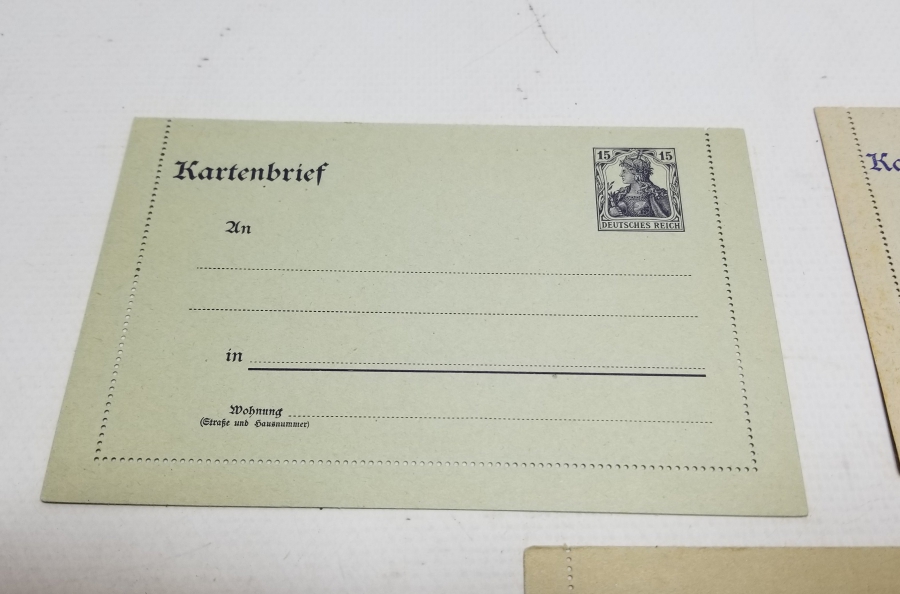 Kartenbrief
15 15
DEUTSCHES REICH
An
in
Wohnung
(Straße und Hausnummer)